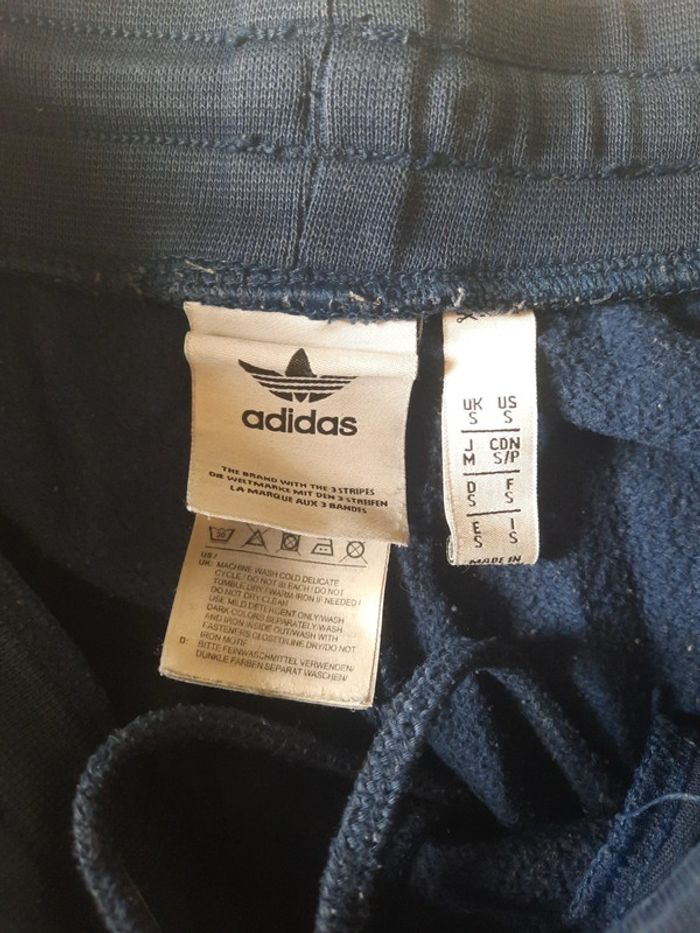 adidas
THE BRAND WITH THE 3 STRIPES
DIE WELTMARKE MIT DEN 3 STREIFEN
LA MARQUE AUX 3 BANDES
30
US /
UK: MACHINE WASH COLD DELICATE
CYCLE / DO NOT BLEACH / DO NOT
TUMBLE DRY / WARM IRON IF NEEDED /
DO NOT DRY CLEAN
USE MILD DETERGENT ONLY/WASH
DARK COLORS SEPARATELY/WASH
AND IRON INSIDE OUT/WASH WITH
FASTENERS CLOSED/LINE DRY/DO NOT
IRON MOTIF
D: BITTE FEINWASCHMITTEL VERWENDEN/
DUNKLE FARBEN SEPARAT WASCHEN/
UK US
S S
J CDN
M S/P
D F
S S
E I
S S
MADE IN